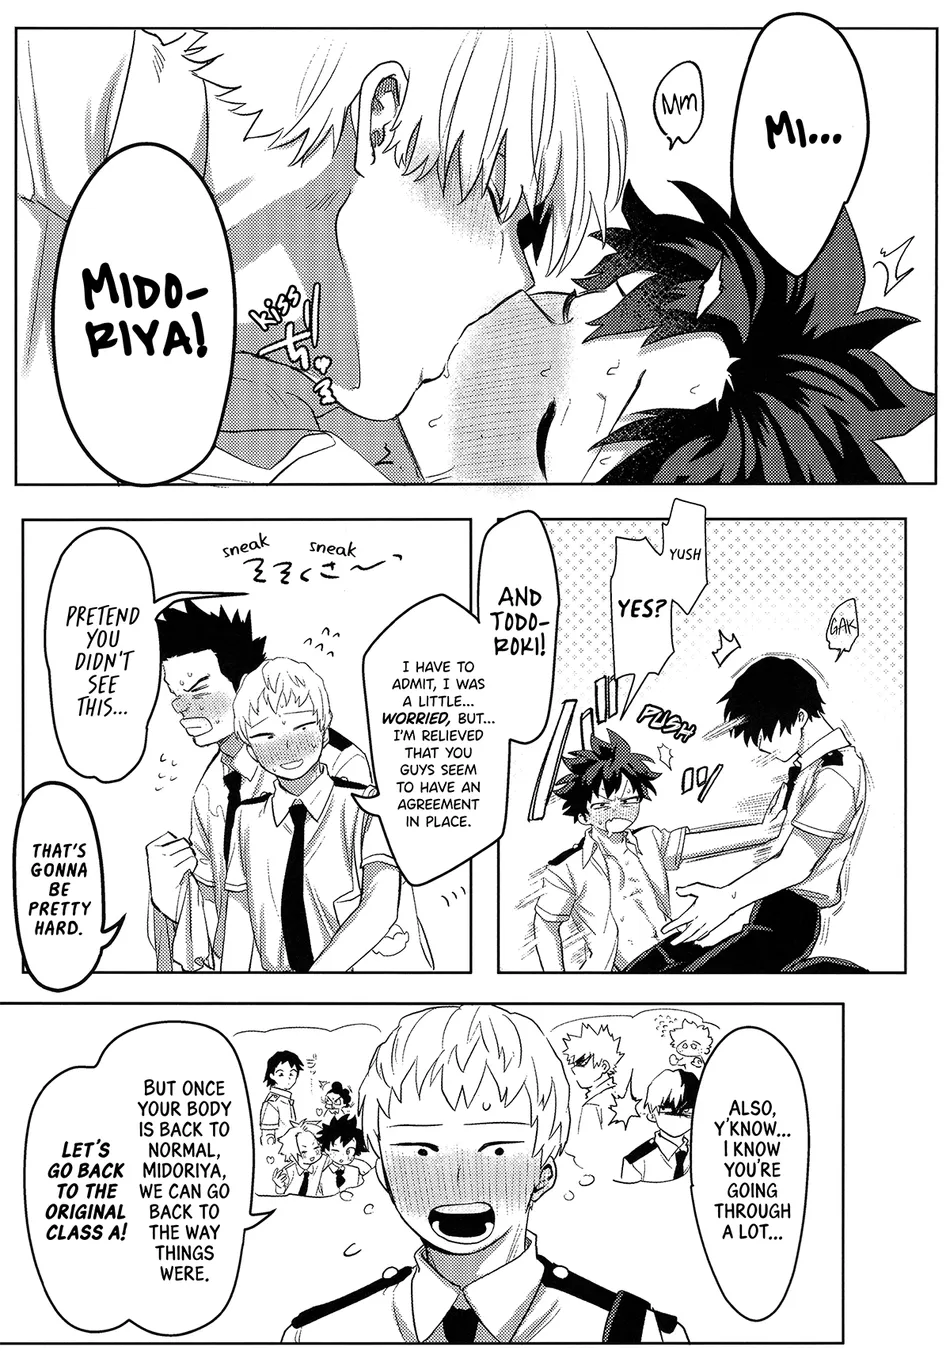 MI...
Mm
MIDO-
RIYA!
kiss
YUSH
YES?
GAK
PUSH
AND
TODO-
ROKI!
I HAVE TO
ADMIT, I WAS
A LITTLE...
WORRIED, BUT...
I'M RELIEVED
THAT YOU
GUYS SEEM
TO HAVE AN
AGREEMENT
IN PLACE.
sneak
sneak
PRETEND
YOU
DIDN'T
SEE
THIS...
THAT'S
GONNA
BE
PRETTY
HARD.
ALSO,
Y'KNOW...
I KNOW
YOU'RE
GOING
THROUGH
A LOT...
BUT ONCE
YOUR BODY
IS BACK TO
NORMAL,
MIDORIYA,
WE CAN GO
BACK TO
THE WAY
THINGS
WERE.
LET'S
GO BACK
TO THE
ORIGINAL
CLASS A!